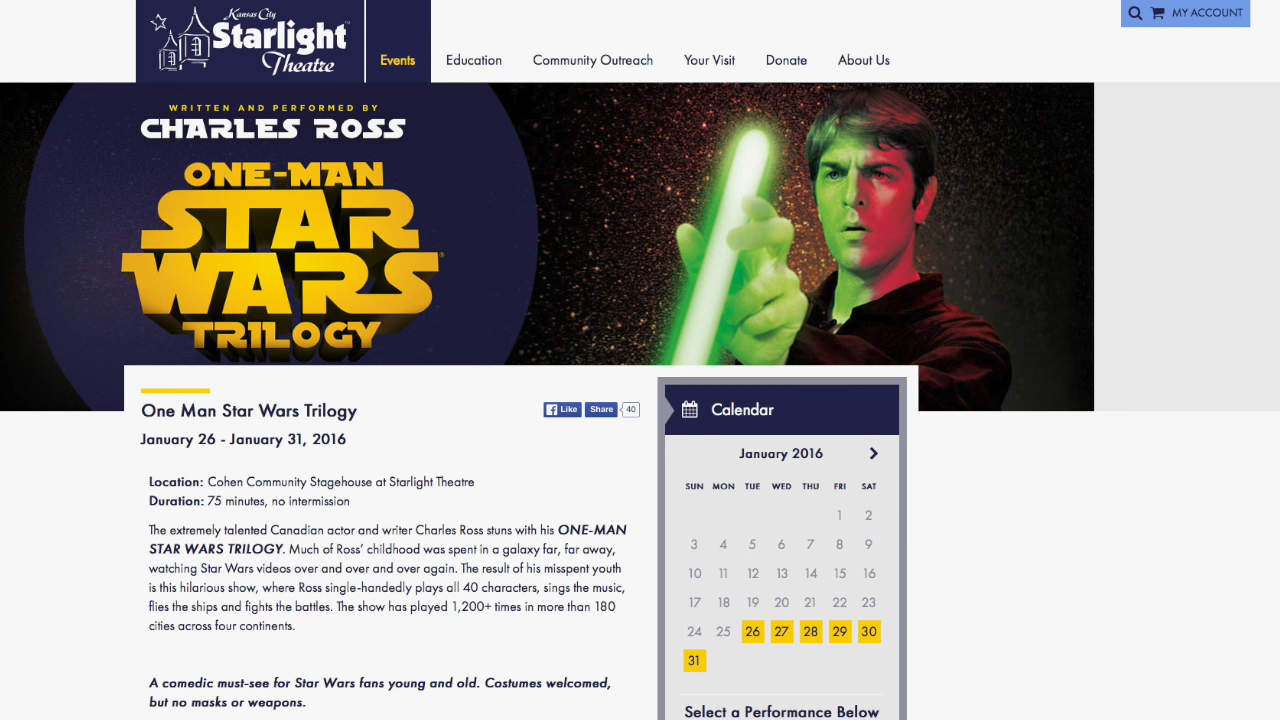 MY ACCOUNT
Kansas City
Starlight
Theatre
Events
Education
Community Outreach
Your Visit
Donate
About Us
WRITTEN AND PERFORMED BY
CHARLES ROSS
ONE-MAN
STAR
WARS
TRILOGY
One Man Star Wars Trilogy
Like
Share
40
January 26 - January 31, 2016
Location: Cohen Community Stagehouse at Starlight Theatre
Duration: 75 minutes, no intermission
The extremely talented Canadian actor and writer Charles Ross stuns with his ONE-MAN
STAR WARS TRILOGY. Much of Ross’ childhood was spent in a galaxy far, far away,
watching Star Wars videos over and over and over again. The result of his misspent youth
is this hilarious show, where Ross single-handedly plays all 40 characters, sings the music,
flies the ships and fights the battles. The show has played 1,200+ times in more than 180
cities across four continents.
A comedic must-see for Star Wars fans young and old. Costumes welcomed,
but no masks or weapons.
Calendar
January 2016
SUN MON TUE WED THU FRI SAT
1 2
3 4 5 6 7 8 9
10 11 12 13 14 15 16
17 18 19 20 21 22 23
24 25 26 27 28 29 30
31
Select a Performance Below